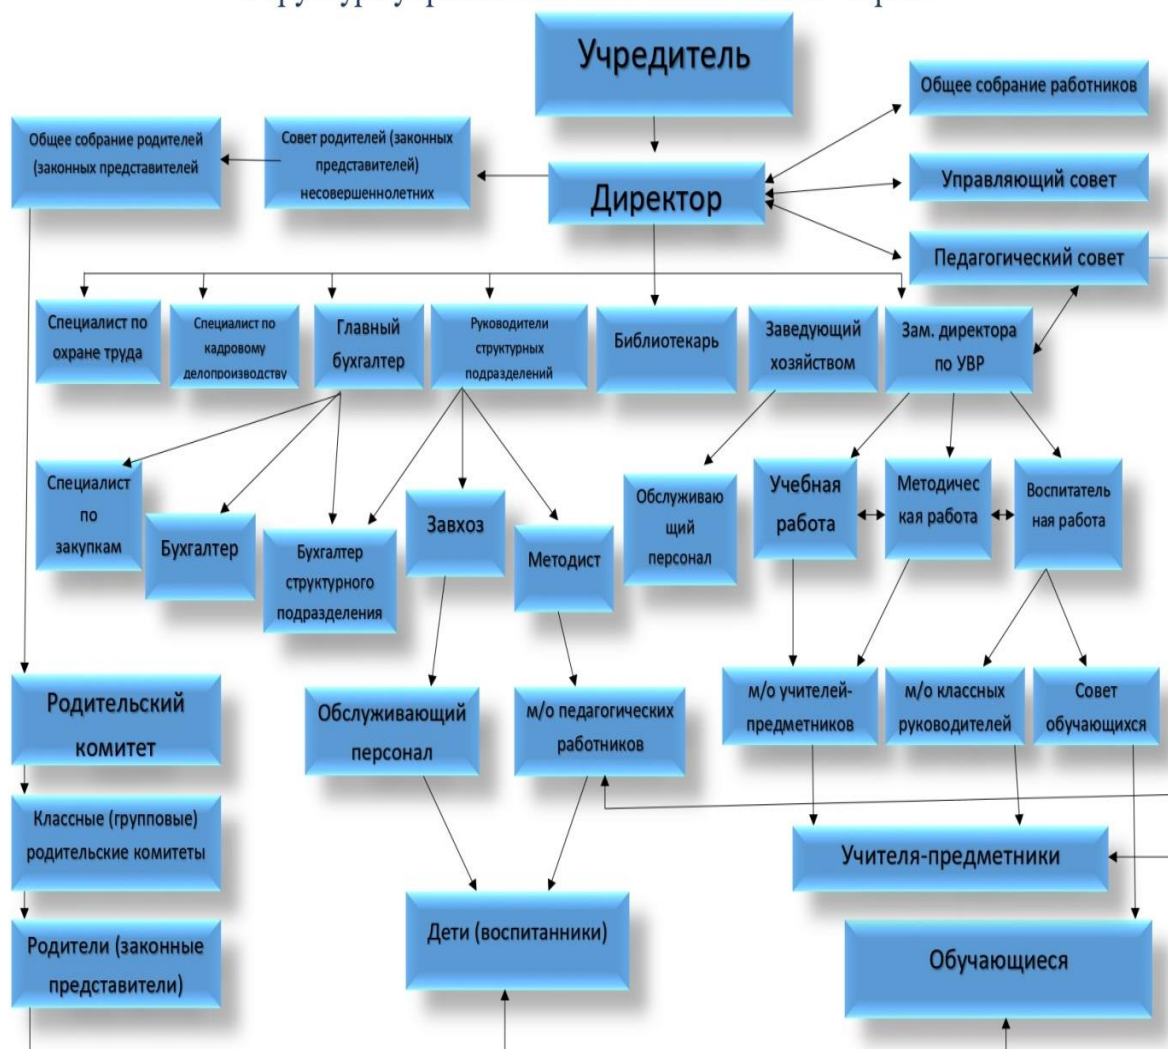 Учредитель
Общее собрание работников
Общее собрание родителей
(законных представителей
Совет родителей (законных
представителей)
несовершеннолетних
Директор
Управляющий совет
Педагогический совет
Специалист по
охране труда
Специалист по
кадровому
делопроизводству
Главный
бухгалтер
Руководители
структурных
подразделений
Библиотекарь
Заведующий
хозяйством
Зам. директора
по УВР
Специалист
по
закупкам
Бухгалтер
Бухгалтер
структурного
подразделения
Завхоз
Методист
Обслуживаю
щий
персонал
Учебная
работа
Методичес
кая работа
Воспитатель
ная работа
Родительский
комитет
Обслуживающий
персонал
м/о педагогических
работников
м/о учителей-
предметников
м/о классных
руководителей
Совет
обучающихся
Классные (групповые)
родительские комитеты
Учителя-предметники
Родители (законные
представители)
Дети (воспитанники)
Обучающиеся